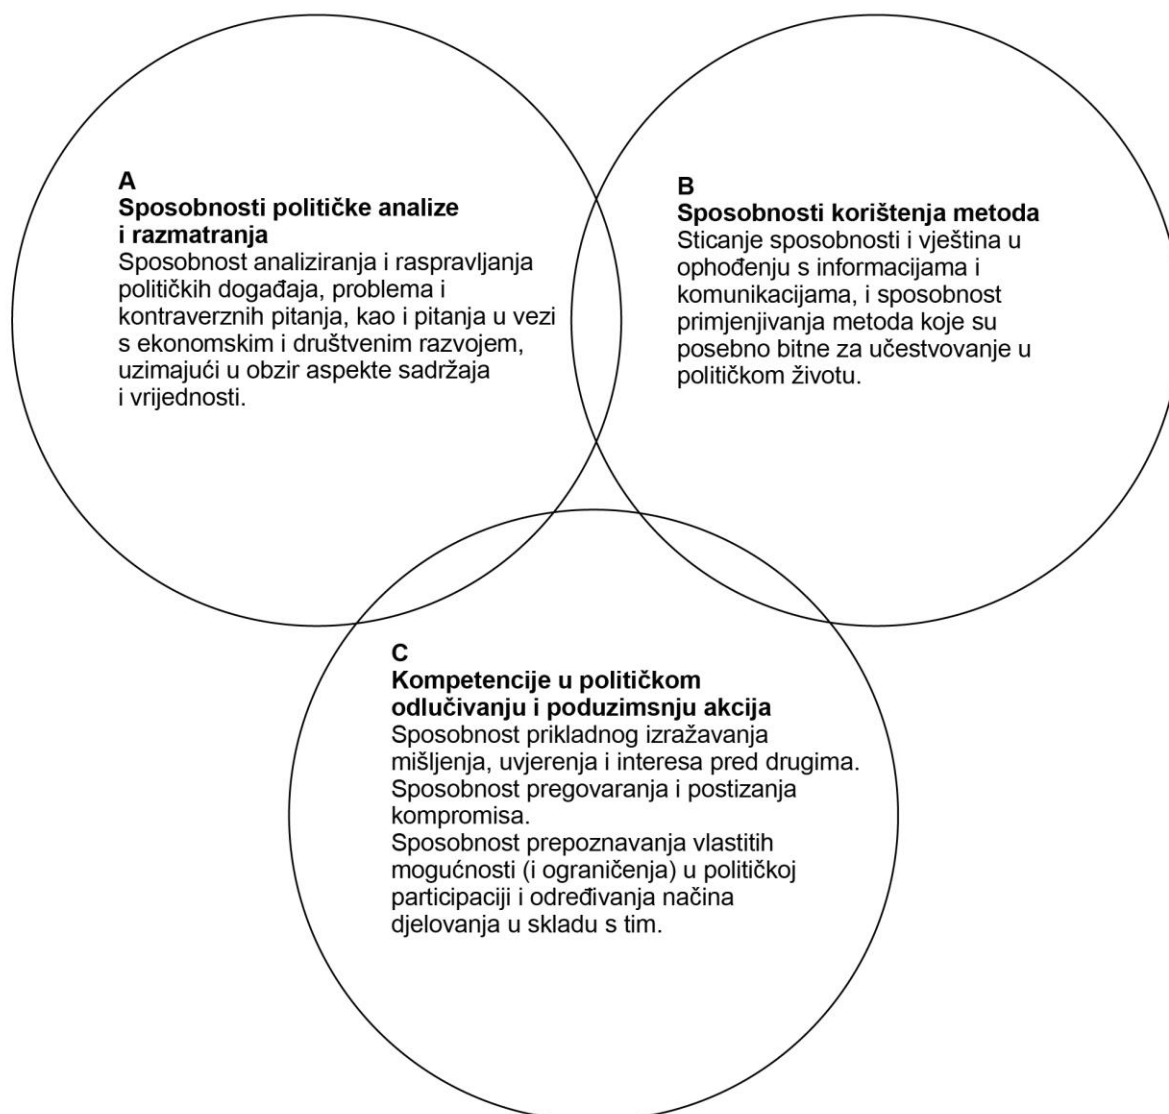 A
Sposobnosti političke analize
i razmatranja
Sposobnost analiziranja i raspravljanja
političkih događaja, problema i
kontraverznih pitanja, kao i pitanja u vezi
s ekonomskim i društvenim razvojem,
uzimajući u obzir aspekte sadržaja
i vrijednosti.
B
Sposobnosti korištenja metoda
Sticanje sposobnosti i vještina u
ophođenju s informacijama i
komunikacijama, i sposobnost
primjenjivanja metoda koje su
posebno bitne za učestvovanje u
političkom životu.
C
Kompetencije u političkom
odlučivanju i poduzimsnju akcija
Sposobnost prikladnog izražavanja
mišljenja, uvjerenja i interesa pred drugima.
Sposobnost pregovaranja i postizanja
kompromisa.
Sposobnost prepoznavanja vlastitih
mogućnosti (i ograničenja) u političkoj
participaciji i određivanja načina
djelovanja u skladu s tim.